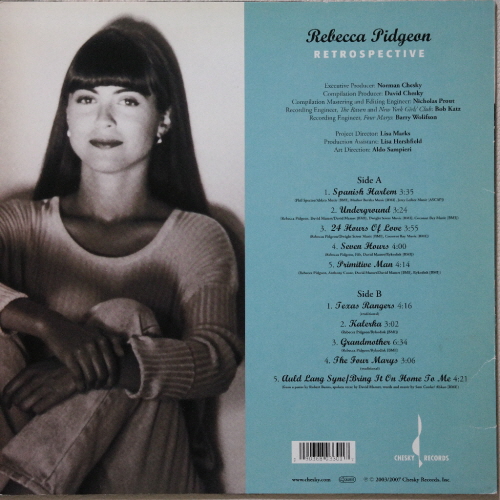 Rebecca Pidgeon
RETROSPECTIVE
Executive Producer: Norman Chesky
Compilation Producer: David Chesky
Compilation Mastering and Editing Engineer: Nicholas Prout
Recording Engineer, The Raven and New York Girls' Club: Bob Katz
Recording Engineer, Four Marys: Barry Wolifson
Project Director: Lisa Marks
Production Assistant: Lisa Hershfield
Art Direction: Aldo Sampieri
Side A
1. Spanish Harlem 3:35
2. Underground 3:24
3. 24 Hours Of Love 3:55
4. Seven Hours 4:00
5. Primitive Man 4:14
Side B
1. Texas Rangers 4:16
(traditional)
2. Kalerka 3:02
3. Grandmother 6:34
4. The Four Marys 3:06
(traditional)
5. Auld Lang Syne/Bring It On Home To Me 4:21
CHESKY RECORDS
www.chesky.com
℗ © 2003/2007 Chesky Records, Inc.